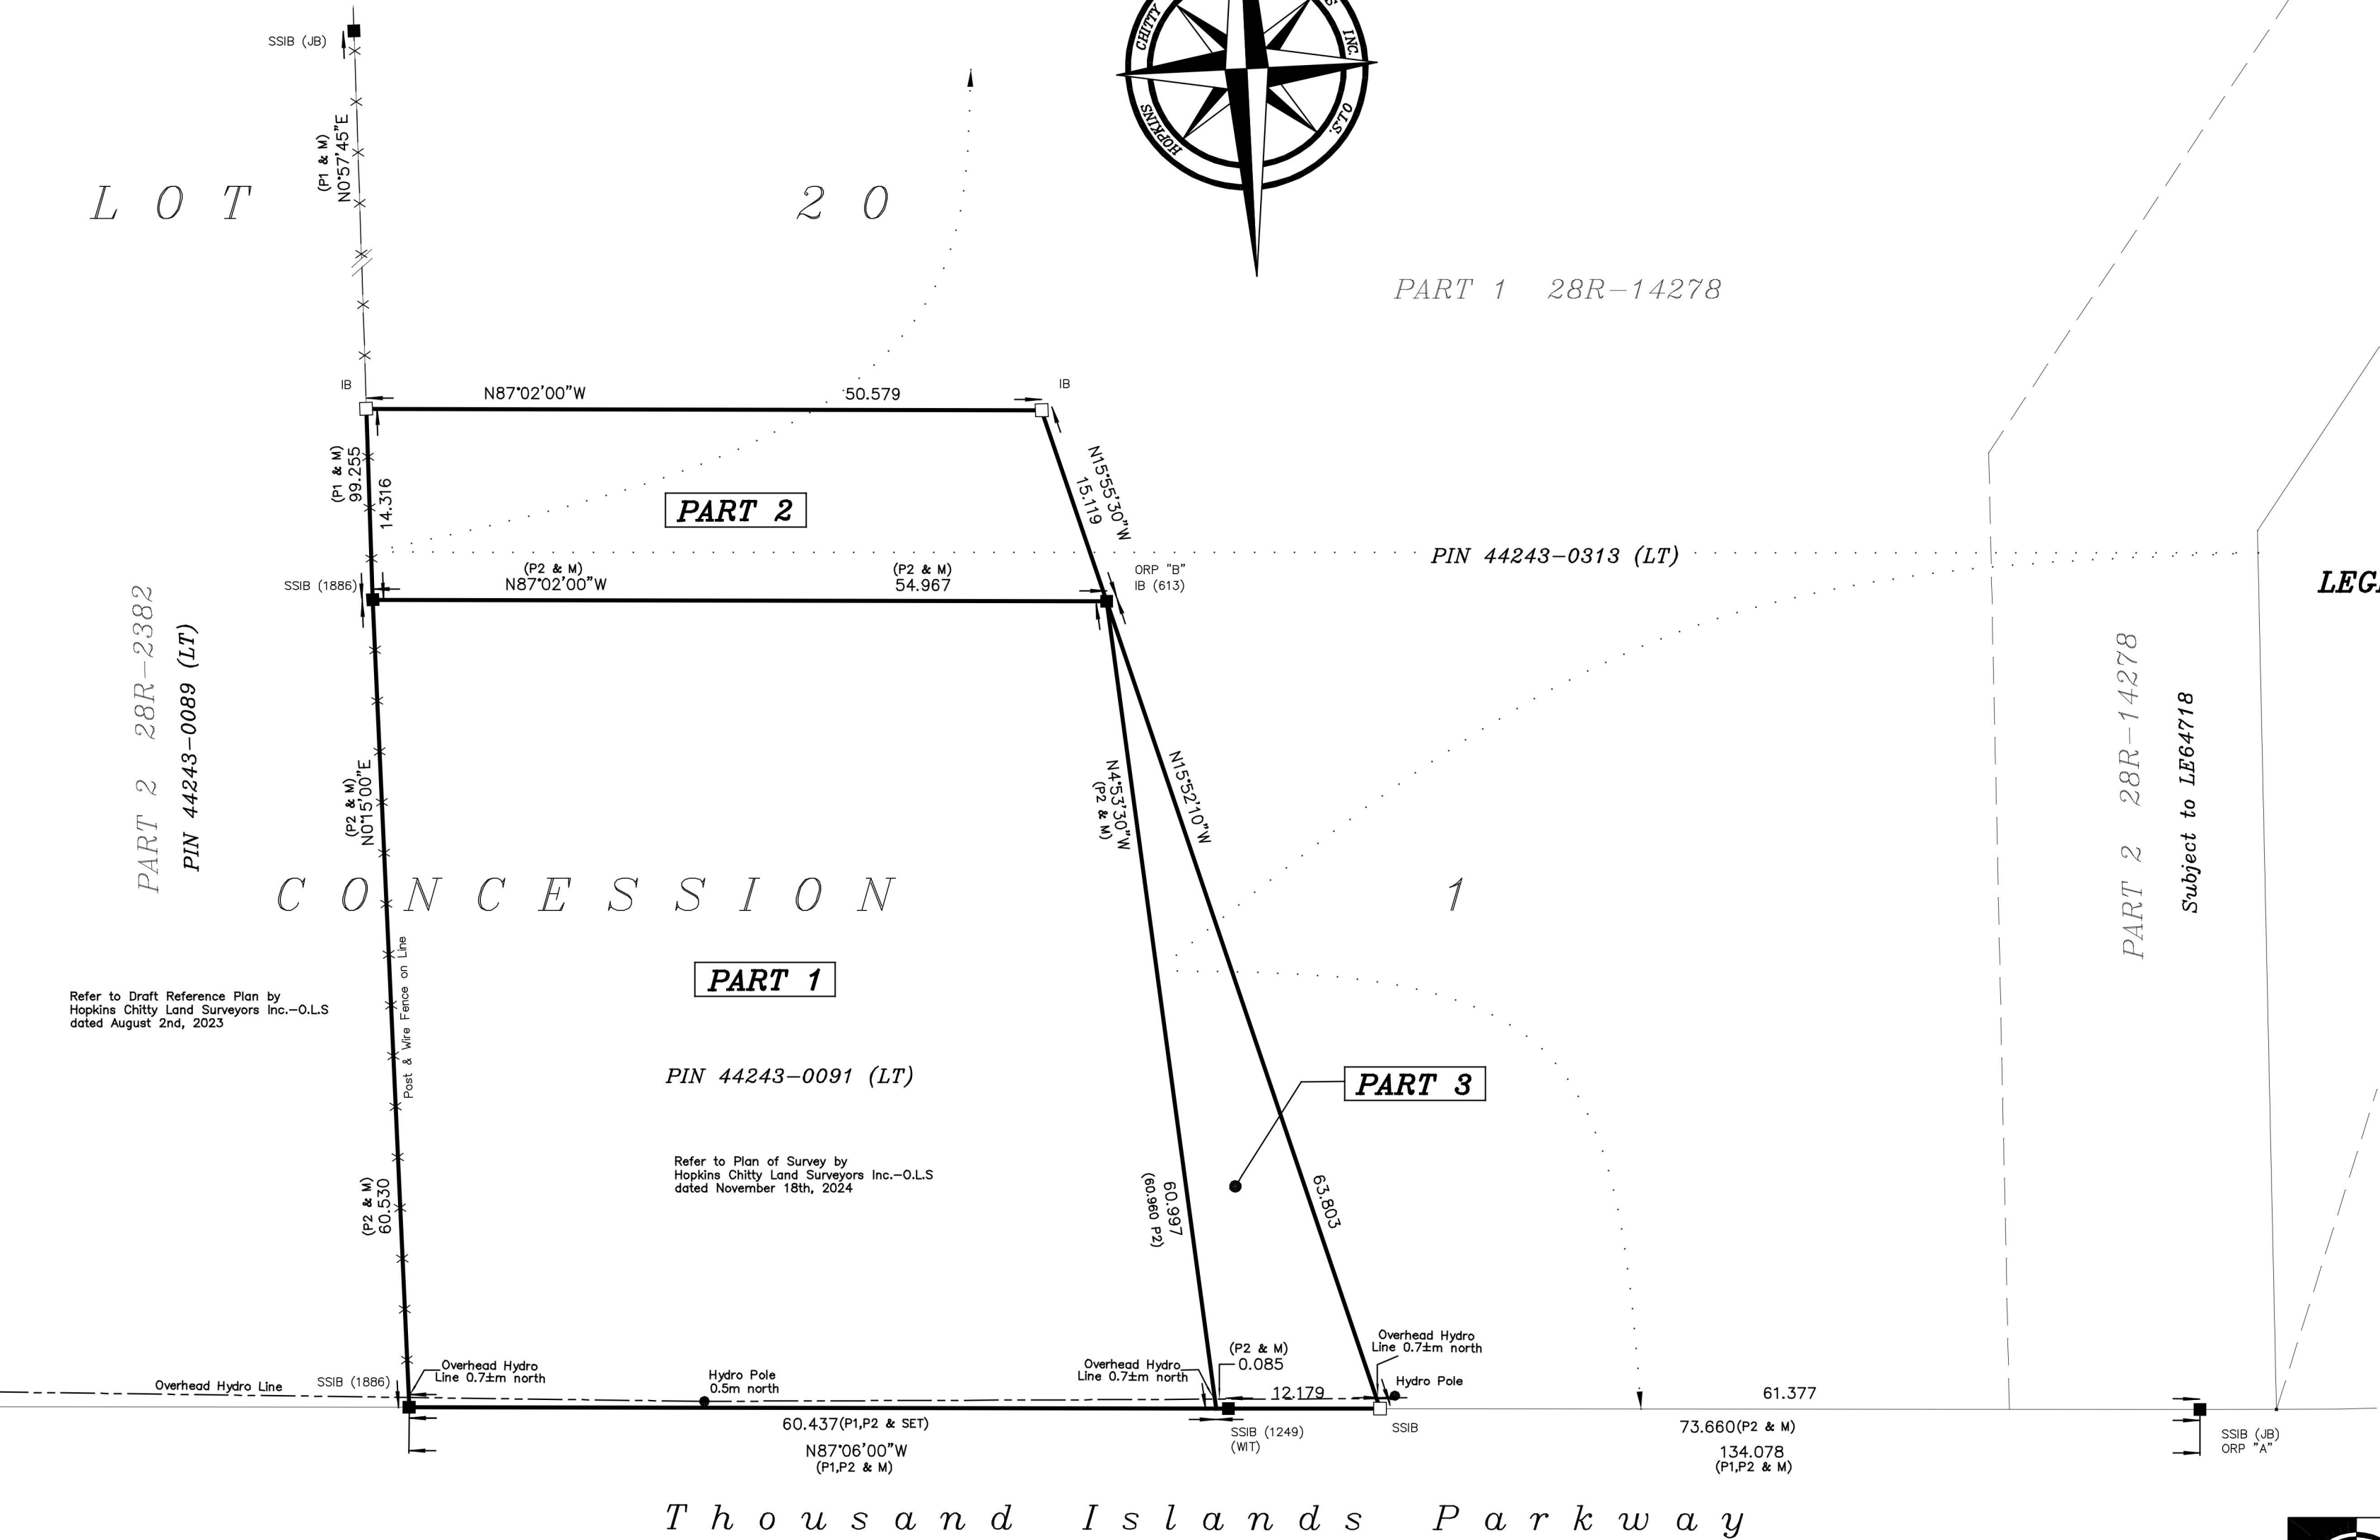 SSIB (JB)
(P1 & M)
N0°57'45"E
CHITTY
INC.
O.L.S.
HOPKINS
LOT 20
PART 1 28R-14278
IB
N87°02'00"W
50.579
IB
(P1 & M)
99.255
14.316
N15°55'30"W
15.119
PART 2
PIN 44243-0313 (LT)
SSIB (1886)
(P2 & M)
N87°02'00"W
(P2 & M)
54.967
ORP "B"
IB (613)
PART 2 28R-2382
PIN 44243-0089 (LT)
(P2 & M)
N0°15'00"E
N4°53'30"W
(P2 & M)
N15°52'10"W
PART 2 28R-14278
Subject to LE64718
CONCESSION 1
Post & Wire Fence on Line
PART 1
Refer to Draft Reference Plan by
Hopkins Chitty Land Surveyors Inc.-O.L.S
dated August 2nd, 2023
PIN 44243-0091 (LT)
PART 3
Refer to Plan of Survey by
Hopkins Chitty Land Surveyors Inc.-O.L.S
dated November 18th, 2024
(P2 & M)
60.530
60.997
(60.960 P2)
63.803
Overhead Hydro Line
SSIB (1886)
Overhead Hydro
Line 0.7±m north
Hydro Pole
0.5m north
Overhead Hydro
Line 0.7±m north
(P2 & M)
0.085
12.179
Overhead Hydro
Line 0.7±m north
Hydro Pole
61.377
60.437(P1,P2 & SET)
N87°06'00"W
(P1,P2 & M)
SSIB (1249)
(WIT)
SSIB
73.660(P2 & M)
134.078
(P1,P2 & M)
SSIB (JB)
ORP "A"
Thousand Islands Parkway